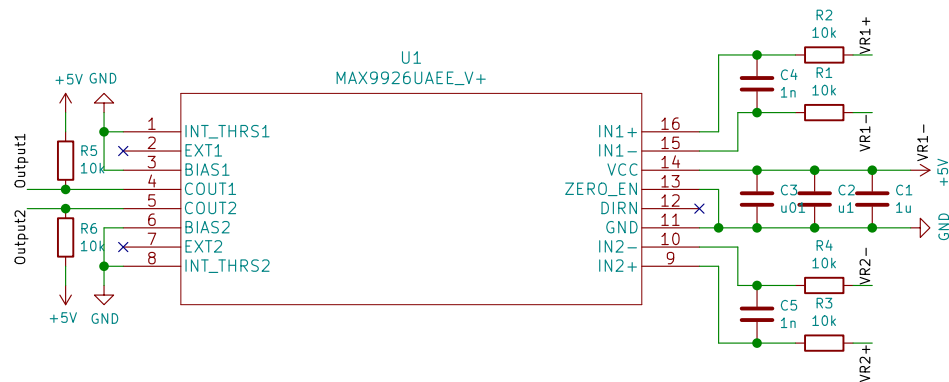 U1
MAX9926UAEE_V+
+5V GND
Output1
R5
10k
1 INT_THRS1
2 EXT1
3 BIAS1
4 COUT1
5 COUT2
6 BIAS2
7 EXT2
8 INT_THRS2
Output2
R6
10k
+5V GND
IN1+ 16
IN1- 15
VCC 14
ZERO_EN 13
DIRN 12
GND 11
IN2- 10
IN2+ 9
R2
10k
VR1+
C4
1n
R1
10k
VR1-
VR1-
+5V
C3
u01
C2
u1
C1
1u
GND
R4
10k
VR2-
C5
1n
R3
10k
VR2+